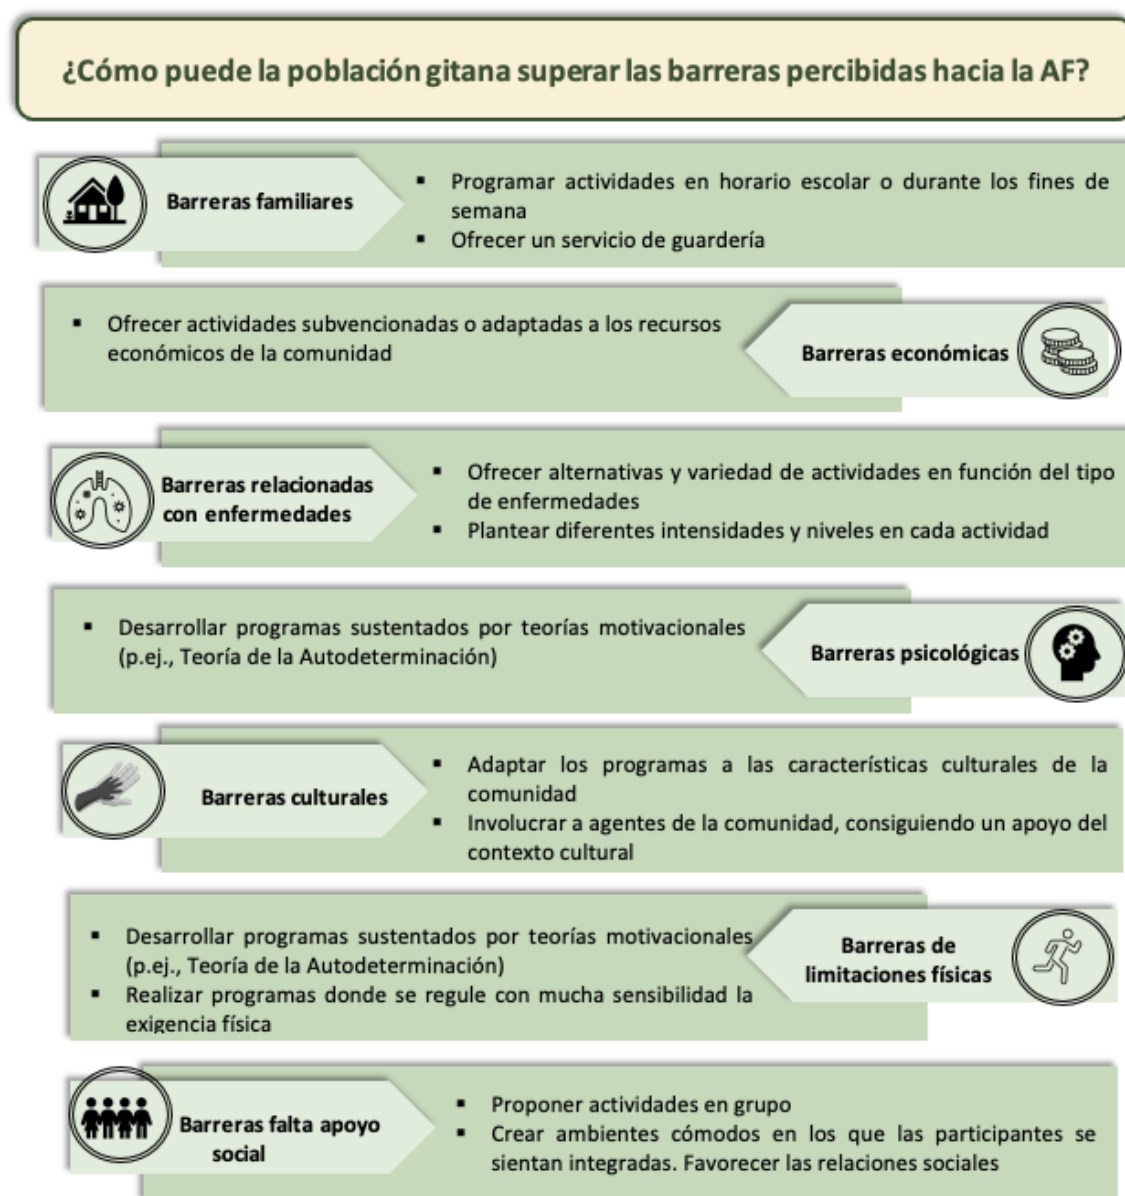 ¿Cómo puede la población gitana superar las barreras percibidas hacia la AF?
Barreras familiares
▪ Programar actividades en horario escolar o durante los fines de
semana
▪ Ofrecer un servicio de guardería
▪ Ofrecer actividades subvencionadas o adaptadas a los recursos
económicos de la comunidad
Barreras económicas
Barreras relacionadas
con enfermedades
▪ Ofrecer alternativas y variedad de actividades en función del tipo
de enfermedades
▪ Plantear diferentes intensidades y niveles en cada actividad
▪ Desarrollar programas sustentados por teorías motivacionales
(p.ej., Teoría de la Autodeterminación)
Barreras psicológicas
Barreras culturales
▪ Adaptar los programas a las características culturales de la
comunidad
▪ Involucrar a agentes de la comunidad, consiguiendo un apoyo del
contexto cultural
▪ Desarrollar programas sustentados por teorías motivacionales
(p.ej., Teoría de la Autodeterminación)
▪ Realizar programas donde se regule con mucha sensibilidad la
exigencia física
Barreras de
limitaciones físicas
Barreras falta apoyo
social
▪ Proponer actividades en grupo
▪ Crear ambientes cómodos en los que las participantes se
sientan integradas. Favorecer las relaciones sociales